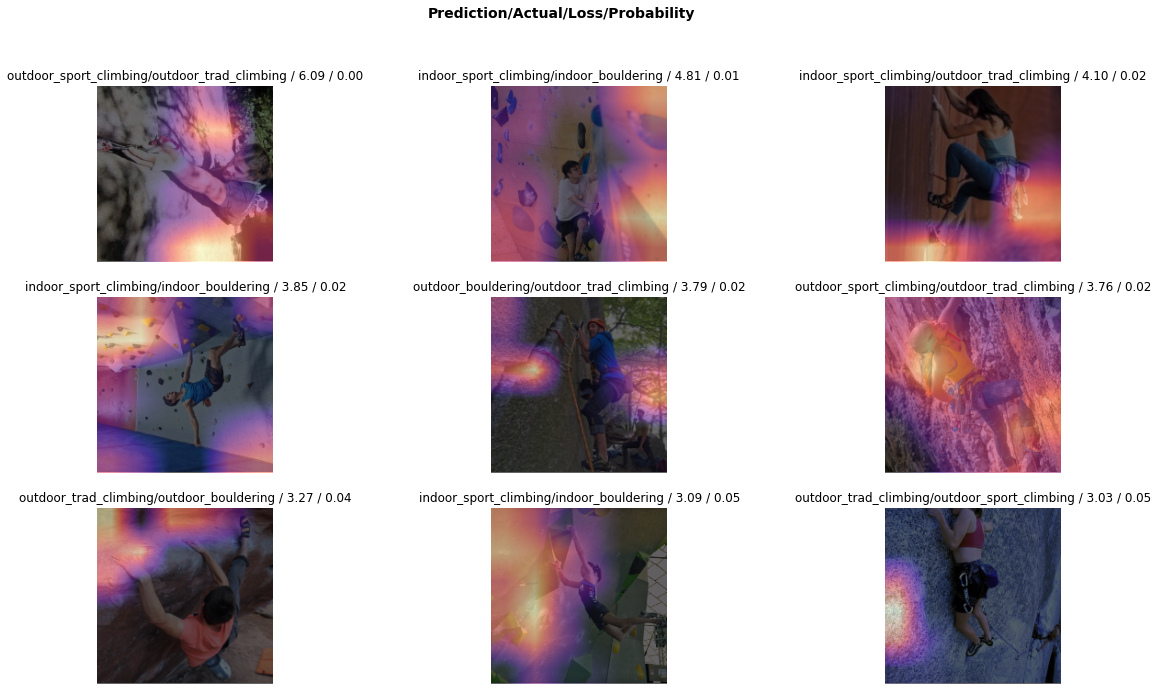 Prediction/Actual/Loss/Probability
outdoor_sport_climbing/outdoor_trad_climbing / 6.09 / 0.00
indoor_sport_climbing/indoor_bouldering / 4.81 / 0.01
indoor_sport_climbing/outdoor_trad_climbing / 4.10 / 0.02
indoor_sport_climbing/indoor_bouldering / 3.85 / 0.02
outdoor_bouldering/outdoor_trad_climbing / 3.79 / 0.02
outdoor_sport_climbing/outdoor_trad_climbing / 3.76 / 0.02
outdoor_trad_climbing/outdoor_bouldering / 3.27 / 0.04
indoor_sport_climbing/indoor_bouldering / 3.09 / 0.05
outdoor_trad_climbing/outdoor_sport_climbing / 3.03 / 0.05